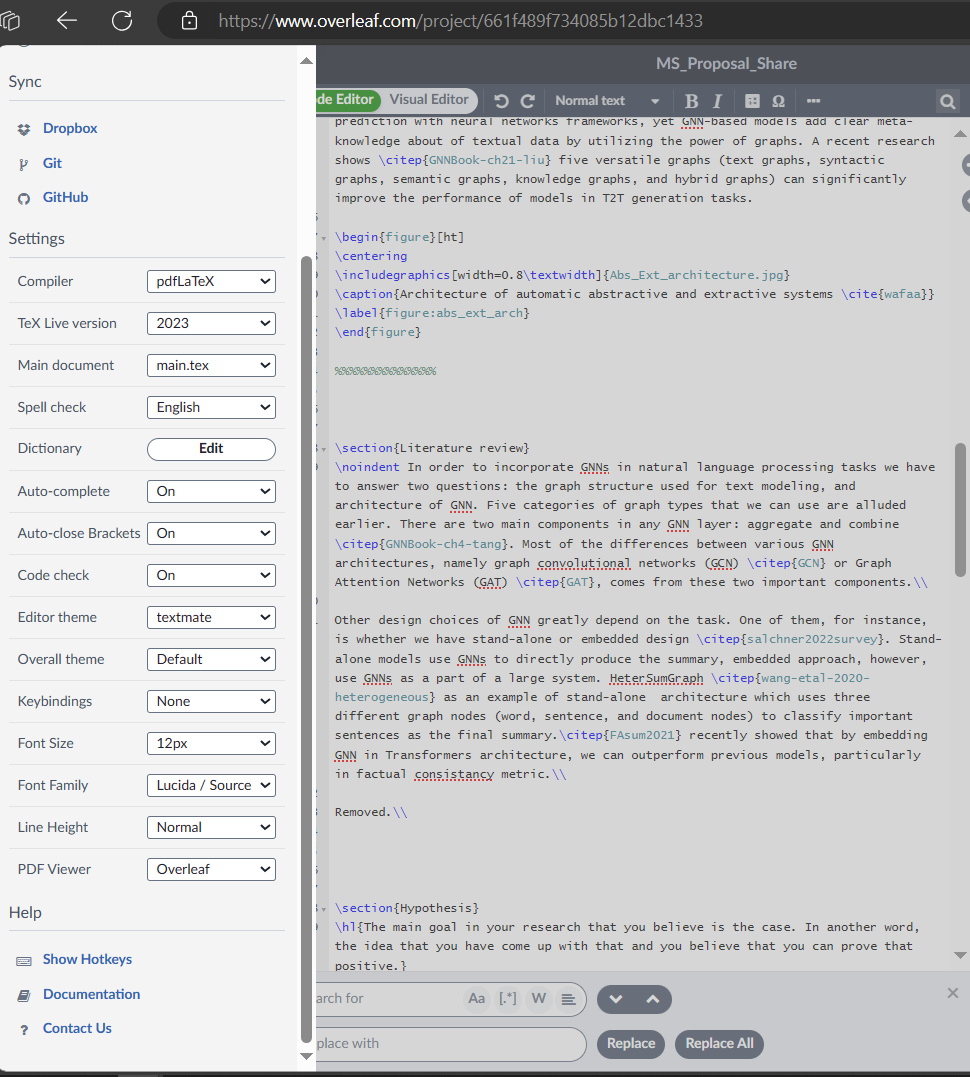 https://www.overleaf.com/project/661f489f734085b12dbc1433
Sync
Dropbox
Git
GitHub
Settings
Compiler pdfLaTeX
TeX Live version 2023
Main document main.tex
Spell check English
Dictionary Edit
Auto-complete On
Auto-close Brackets On
Code check On
Editor theme textmate
Overall theme Default
Keybindings None
Font Size 12px
Font Family Lucida / Source
Line Height Normal
PDF Viewer Overleaf
Help
Show Hotkeys
Documentation
Contact Us
MS_Proposal_Share
de Editor Visual Editor Normal text B I Ω
prediction with neural networks frameworks, yet GNN-based models add clear meta-
knowledge about of textual data by utilizing the power of graphs. A recent research
shows \citep{GNNBook-ch21-liu} five versatile graphs (text graphs, syntactic
graphs, semantic graphs, knowledge graphs, and hybrid graphs) can significantly
improve the performance of models in T2T generation tasks.
\begin{figure}[ht]
\centering
\includegraphics[width=0.8\textwidth]{Abs_Ext_architecture.jpg}
\caption{Architecture of automatic abstractive and extractive systems \cite{wafaa}}
\label{figure:abs_ext_arch}
\end{figure}
%%%%%%%%%%%%%%
\section{Literature review}
\noindent In order to incorporate GNNs in natural language processing tasks we have
to answer two questions: the graph structure used for text modeling, and
architecture of GNN. Five categories of graph types that we can use are alluded
earlier. There are two main components in any GNN layer: aggregate and combine
\citep{GNNBook-ch4-tang}. Most of the differences between various GNN
architectures, namely graph convolutional networks (GCN) \citep{GCN} or Graph
Attention Networks (GAT) \citep{GAT}, comes from these two important components.\\
Other design choices of GNN greatly depend on the task. One of them, for instance,
is whether we have stand-alone or embedded design \citep{salchner2022survey}. Stand-
alone models use GNNs to directly produce the summary, embedded approach, however,
use GNNs as a part of a large system. HeterSumGraph \citep{wang-etal-2020-
heterogeneous} as an example of stand-alone  architecture which uses three
different graph nodes (word, sentence, and document nodes) to classify important
sentences as the final summary.\citep{FAsum2021} recently showed that by embedding
GNN in Transformers architecture, we can outperform previous models, particularly
in factual consistancy metric.\\
Removed.\\
\section{Hypothesis}
\hl{The main goal in your research that you believe is the case. In another word,
the idea that you have come up with that and you believe that you can prove that
positive.}
arch for Aa [.*] W
place with Replace Replace All